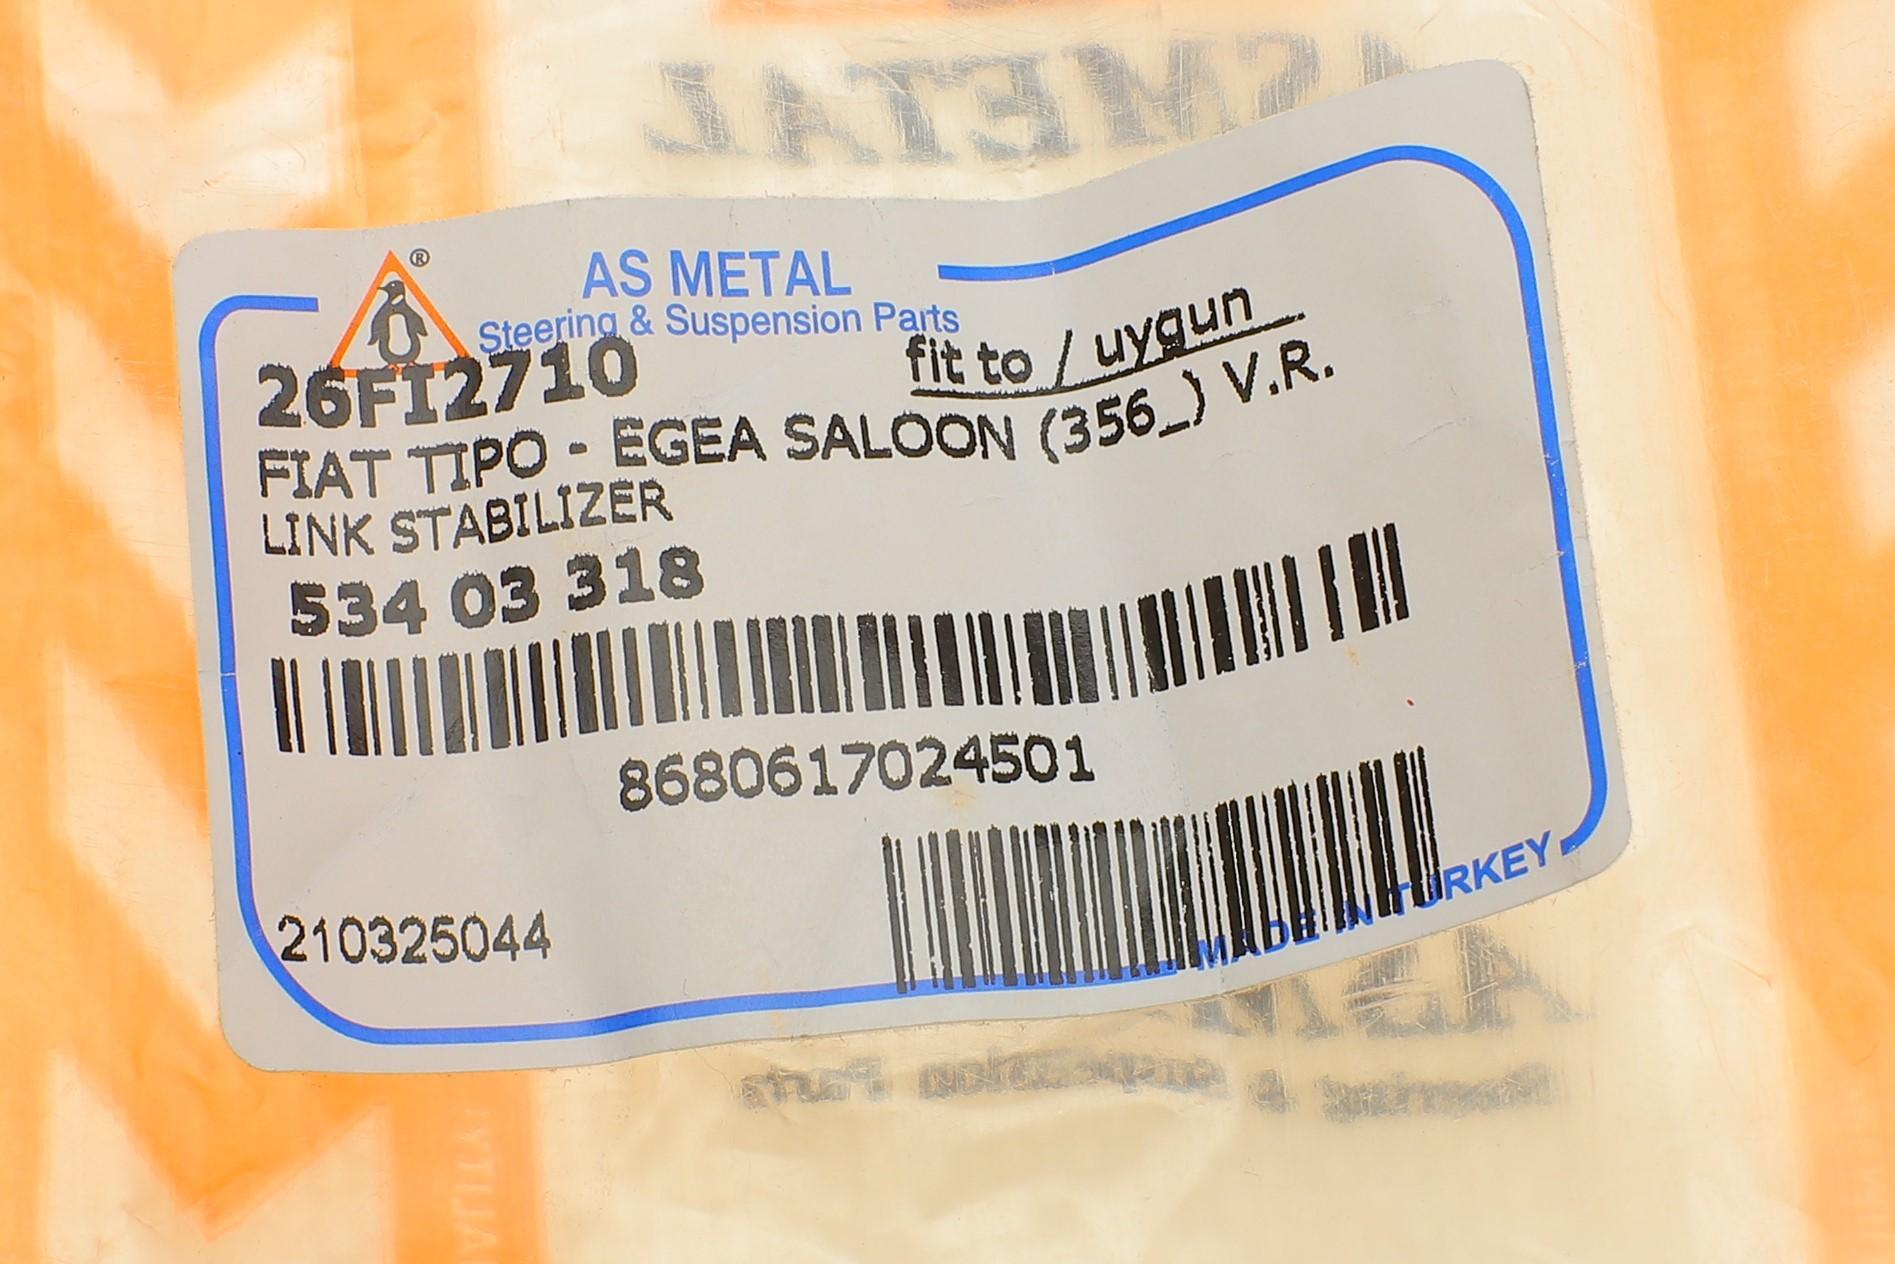 ASMETAL
®
AS METAL
Steering & Suspension Parts
26FI2710
fit to / uygun
FIAT TIPO - EGEA SALOON (356_) V.R.
LINK STABILIZER
534 03 318
8680617024501
210325044
MADE IN TURKEY